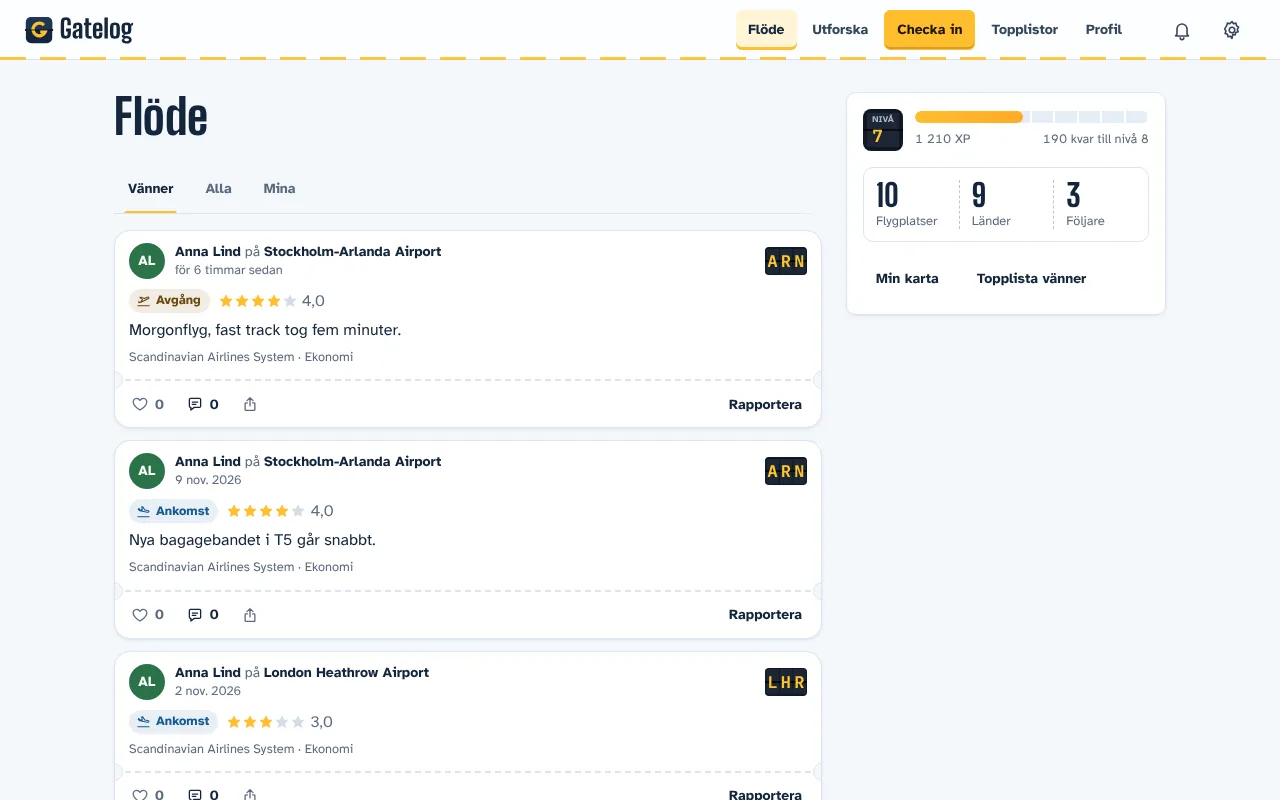 Gatelog
Flöde
Utforska
Checka in
Topplistor
Profil
Flöde
Vänner
Alla
Mina
Anna Lind på Stockholm-Arlanda Airport
för 6 timmar sedan
ARN
Avgång
4,0
Morgonflyg, fast track tog fem minuter.
Scandinavian Airlines System · Ekonomi
0
0
Rapportera
Anna Lind på Stockholm-Arlanda Airport
9 nov. 2026
ARN
Ankomst
4,0
Nya bagagebandet i T5 går snabbt.
Scandinavian Airlines System · Ekonomi
0
0
Rapportera
Anna Lind på London Heathrow Airport
2 nov. 2026
LHR
Ankomst
3,0
Scandinavian Airlines System · Ekonomi
0
0
Rapportera
NIVÅ
7
1 210 XP
190 kvar till nivå 8
10
Flygplatser
9
Länder
3
Följare
Min karta
Topplista vänner